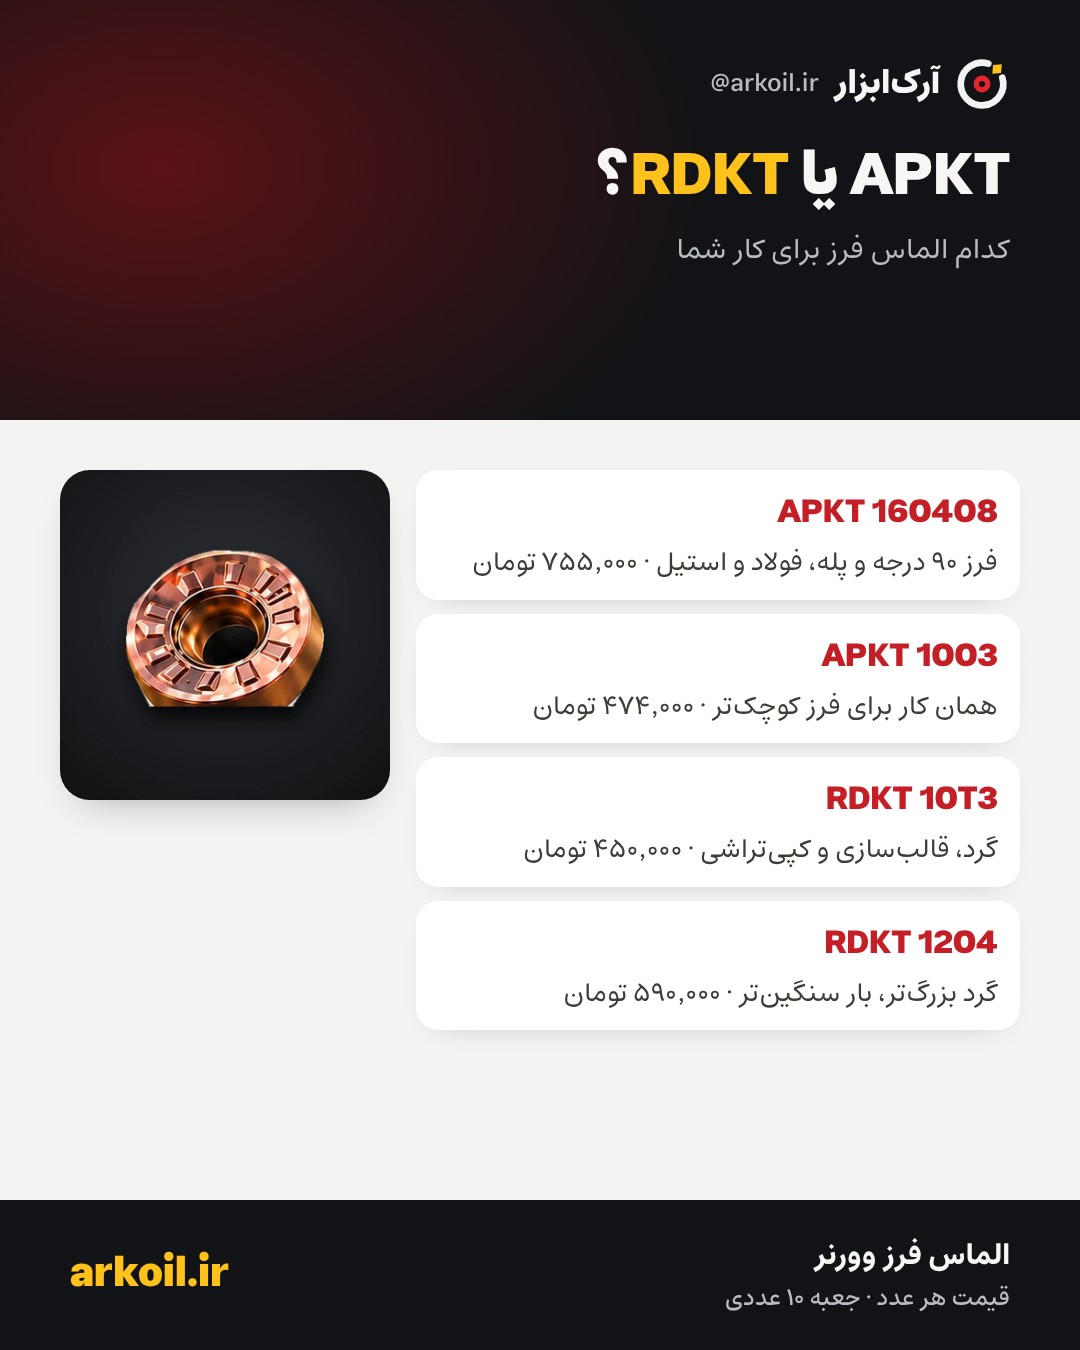 آرک‌ابزار @arkoil.ir
APKT یا RDKT؟
کدام الماس فرز برای کار شما
APKT 160408
فرز ۹۰ درجه و پله، فولاد و استیل · ۷۵۵,۰۰۰ تومان
APKT 1003
همان کار برای فرز کوچک‌تر · ۴۷۴,۰۰۰ تومان
RDKT 10T3
گرد، قالب‌سازی و کپی‌تراشی · ۴۵۰,۰۰۰ تومان
RDKT 1204
گرد بزرگ‌تر، بار سنگین‌تر · ۵۹۰,۰۰۰ تومان
الماس فرز وورنر
قیمت هر عدد · جعبه ۱۰ عددی
arkoil.ir